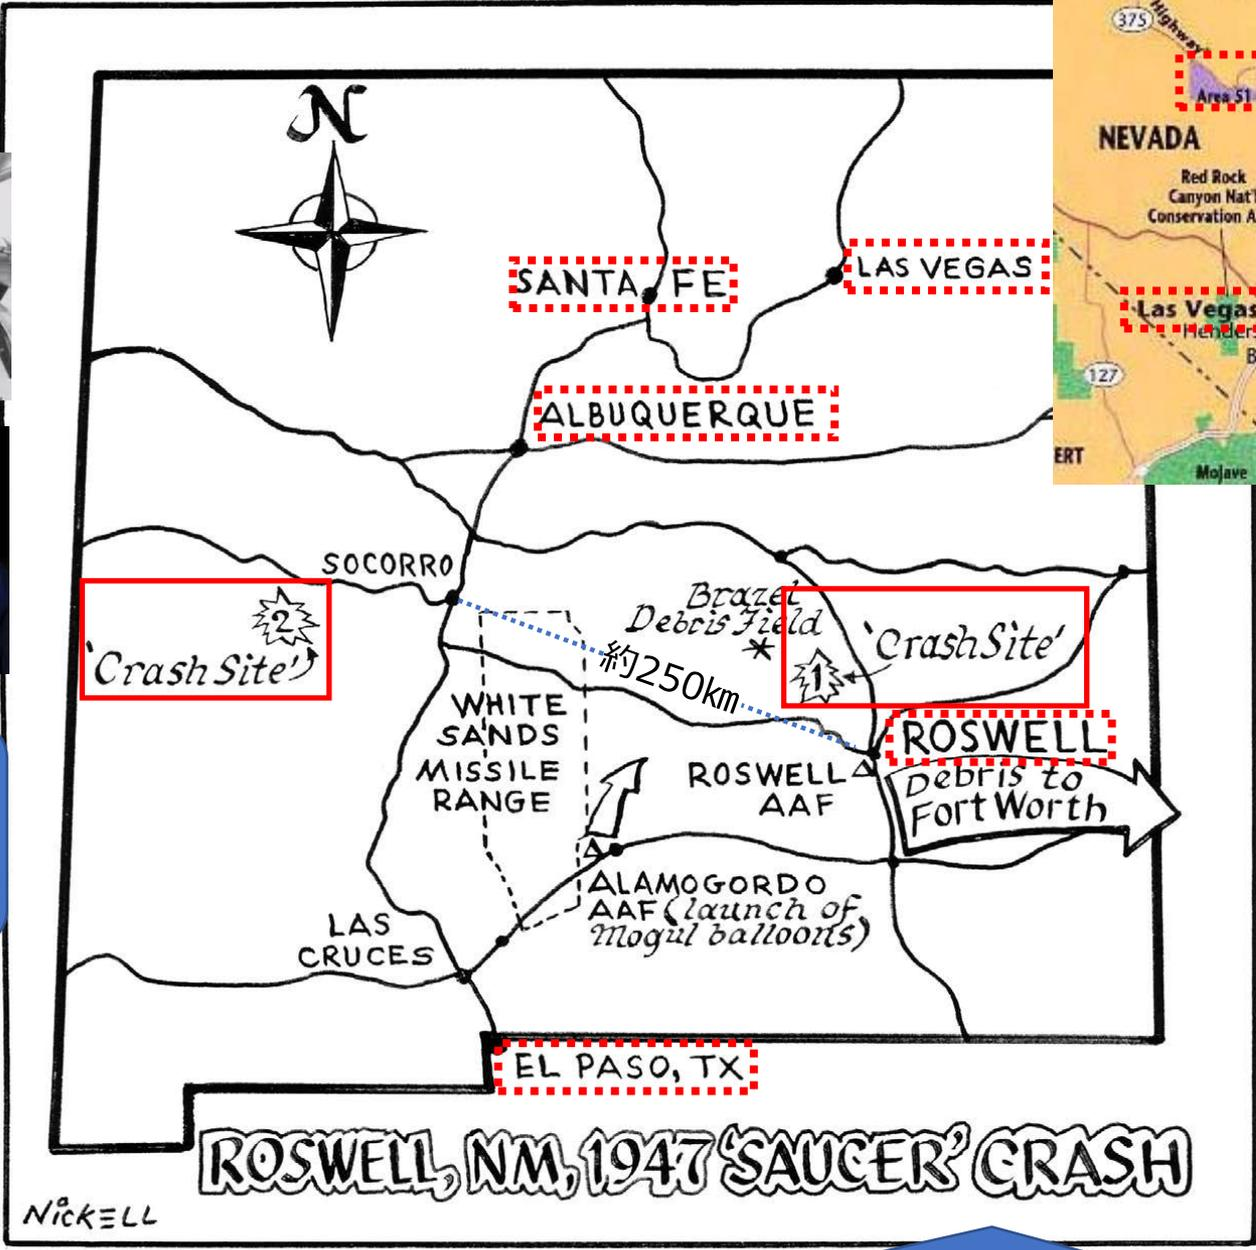 N
SANTA FE
LAS VEGAS
ALBUQUERQUE
SOCORRO
2
'Crash Site'
Brazel
Debris Field
1
'Crash Site'
約250km
WHITE
SANDS
MISSILE
RANGE
ROSWELL
ROSWELL
AAF
Debris to
Fort Worth
ALAMOGORDO
AAF (launch of
Mogul balloons)
LAS
CRUCES
EL PASO, TX
ROSWELL, NM, 1947 'SAUCER' CRASH
NICKELL
375
Highway
Area 51
NEVADA
Red Rock
Canyon Nat'l
Conservation A
Las Vegas
Henders
B
127
ERT
Mojave